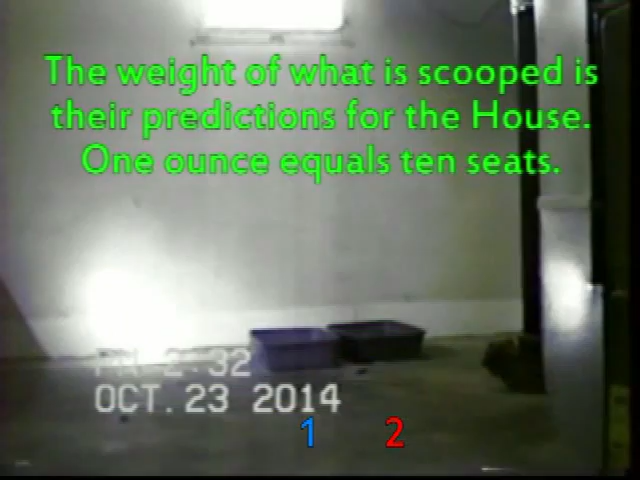 The weight of what is scooped is
their predictions for the House.
One ounce equals ten seats.
PM 2:32
OCT. 23 2014
1 2